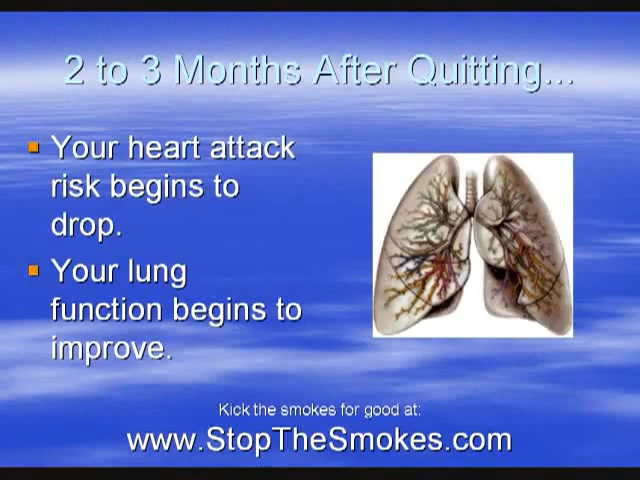 2 to 3 Months After Quitting...
Your heart attack
risk begins to
drop.
Your lung
function begins to
improve.
Kick the smokes for good at:
www.StopTheSmokes.com